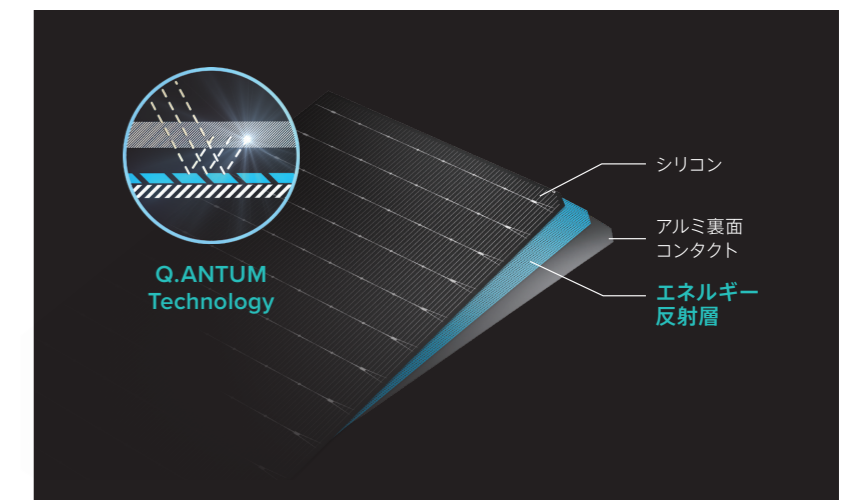 Q.ANTUM
Technology
シリコン
アルミ裏面
コンタクト
エネルギー
反射層